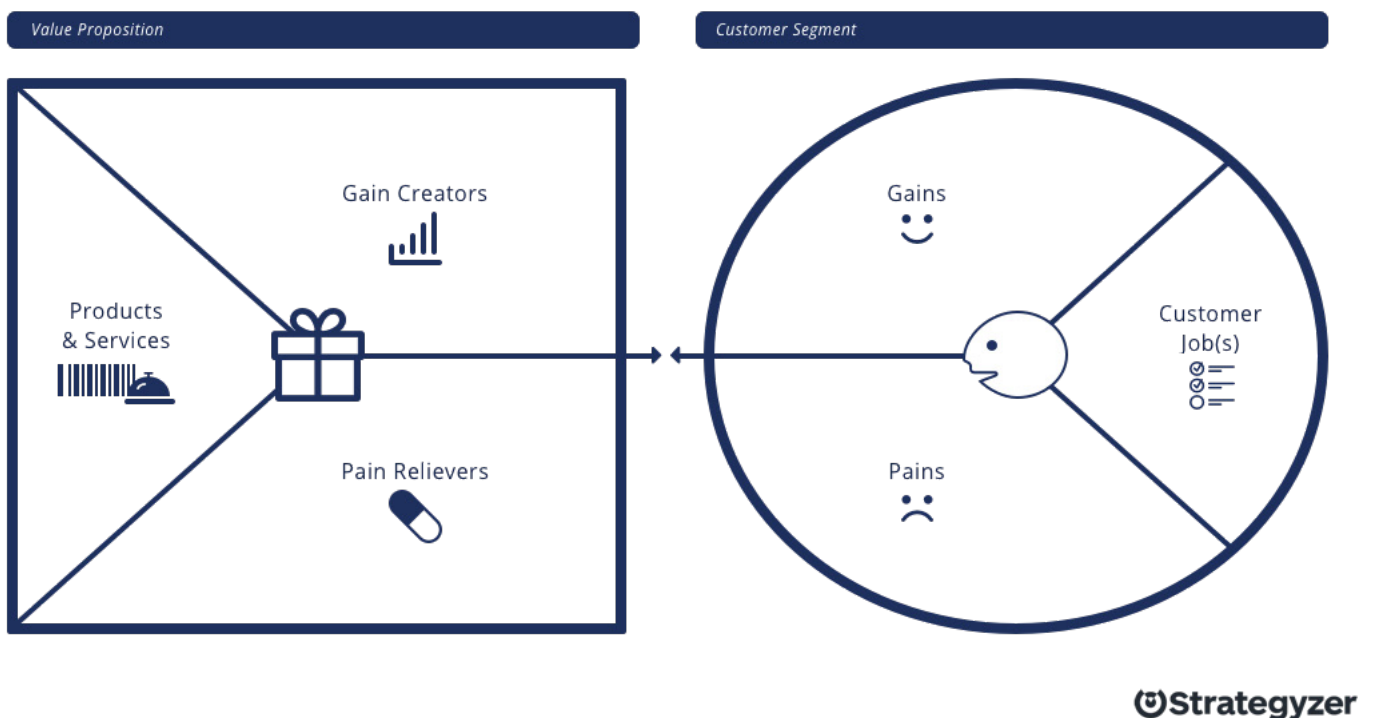 Value Proposition
Customer Segment
Gain Creators
Gains
Products
& Services
Customer
Job(s)
Pain Relievers
Pains
Strategyzer